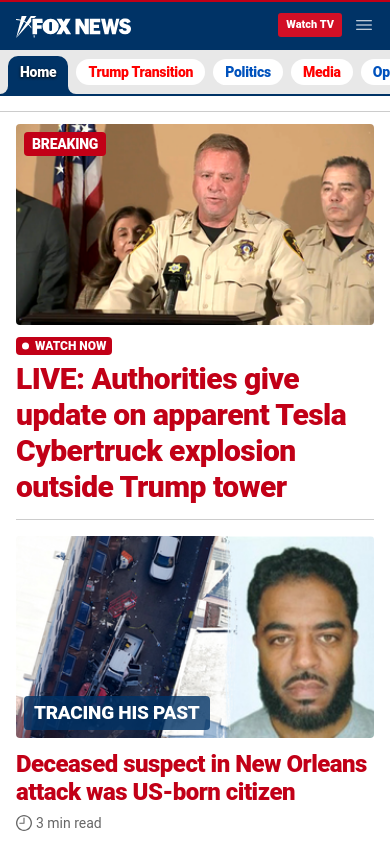 FOX NEWS
Watch TV
Home
Trump Transition
Politics
Media
Op
BREAKING
WATCH NOW
LIVE: Authorities give
update on apparent Tesla
Cybertruck explosion
outside Trump tower
TRACING HIS PAST
Deceased suspect in New Orleans
attack was US-born citizen
3 min read